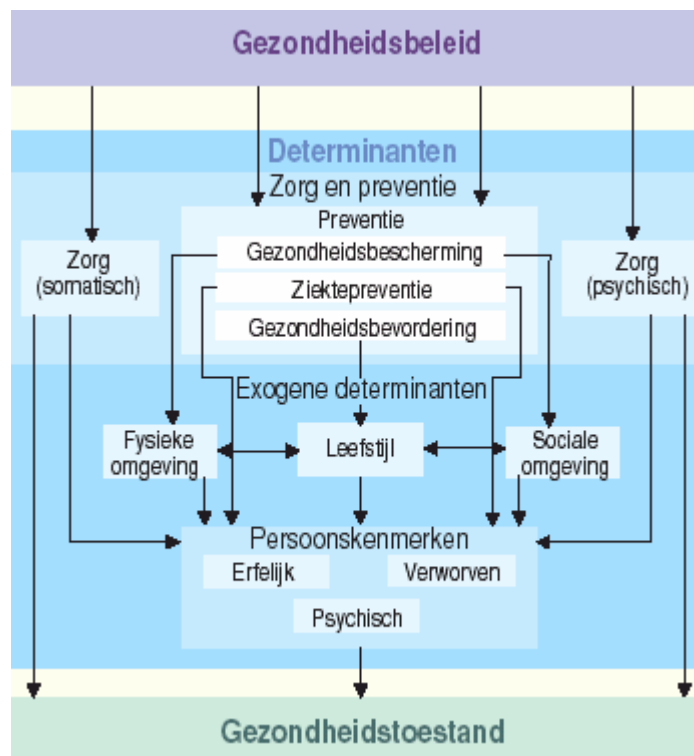 Gezondheidsbeleid
Determinanten
Zorg en preventie
Preventie
Gezondheidsbescherming
Ziektepreventie
Gezondheidsbevordering
Zorg
(somatisch)
Zorg
(psychisch)
Exogene determinanten
Fysieke
omgeving
Leefstijl
Sociale
omgeving
Persoonskenmerken
Erfelijk
Verworven
Psychisch
Gezondheidstoestand